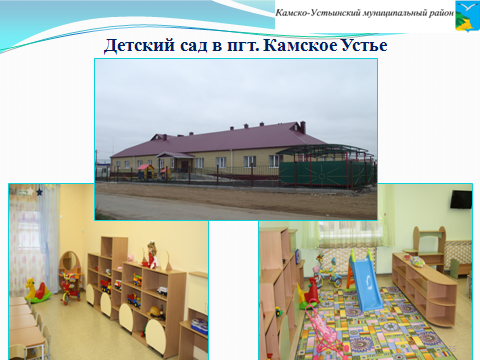 Камско-Устьинский муниципальный район
Детский сад в пгт. Камское Устье